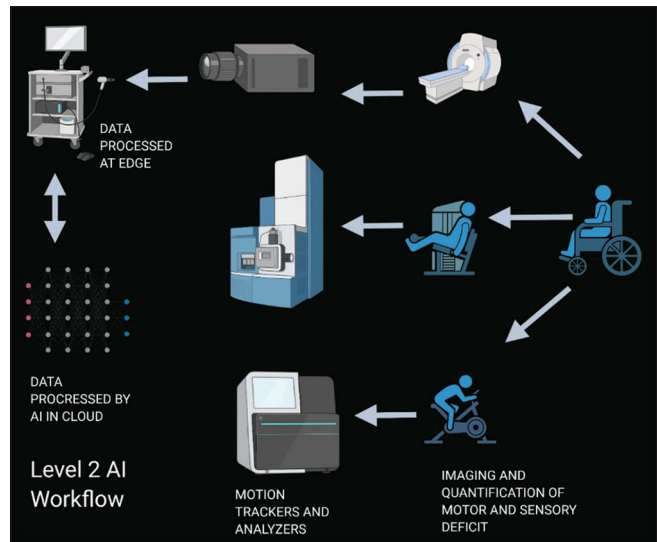 DATA
PROCESSED
AT EDGE
DATA
PROCRESSED BY
AI IN CLOUD
Level 2 AI
Workflow
MOTION
TRACKERS AND
ANALYZERS
IMAGING AND
QUANTIFICATION OF
MOTOR AND SENSORY
DEFICIT